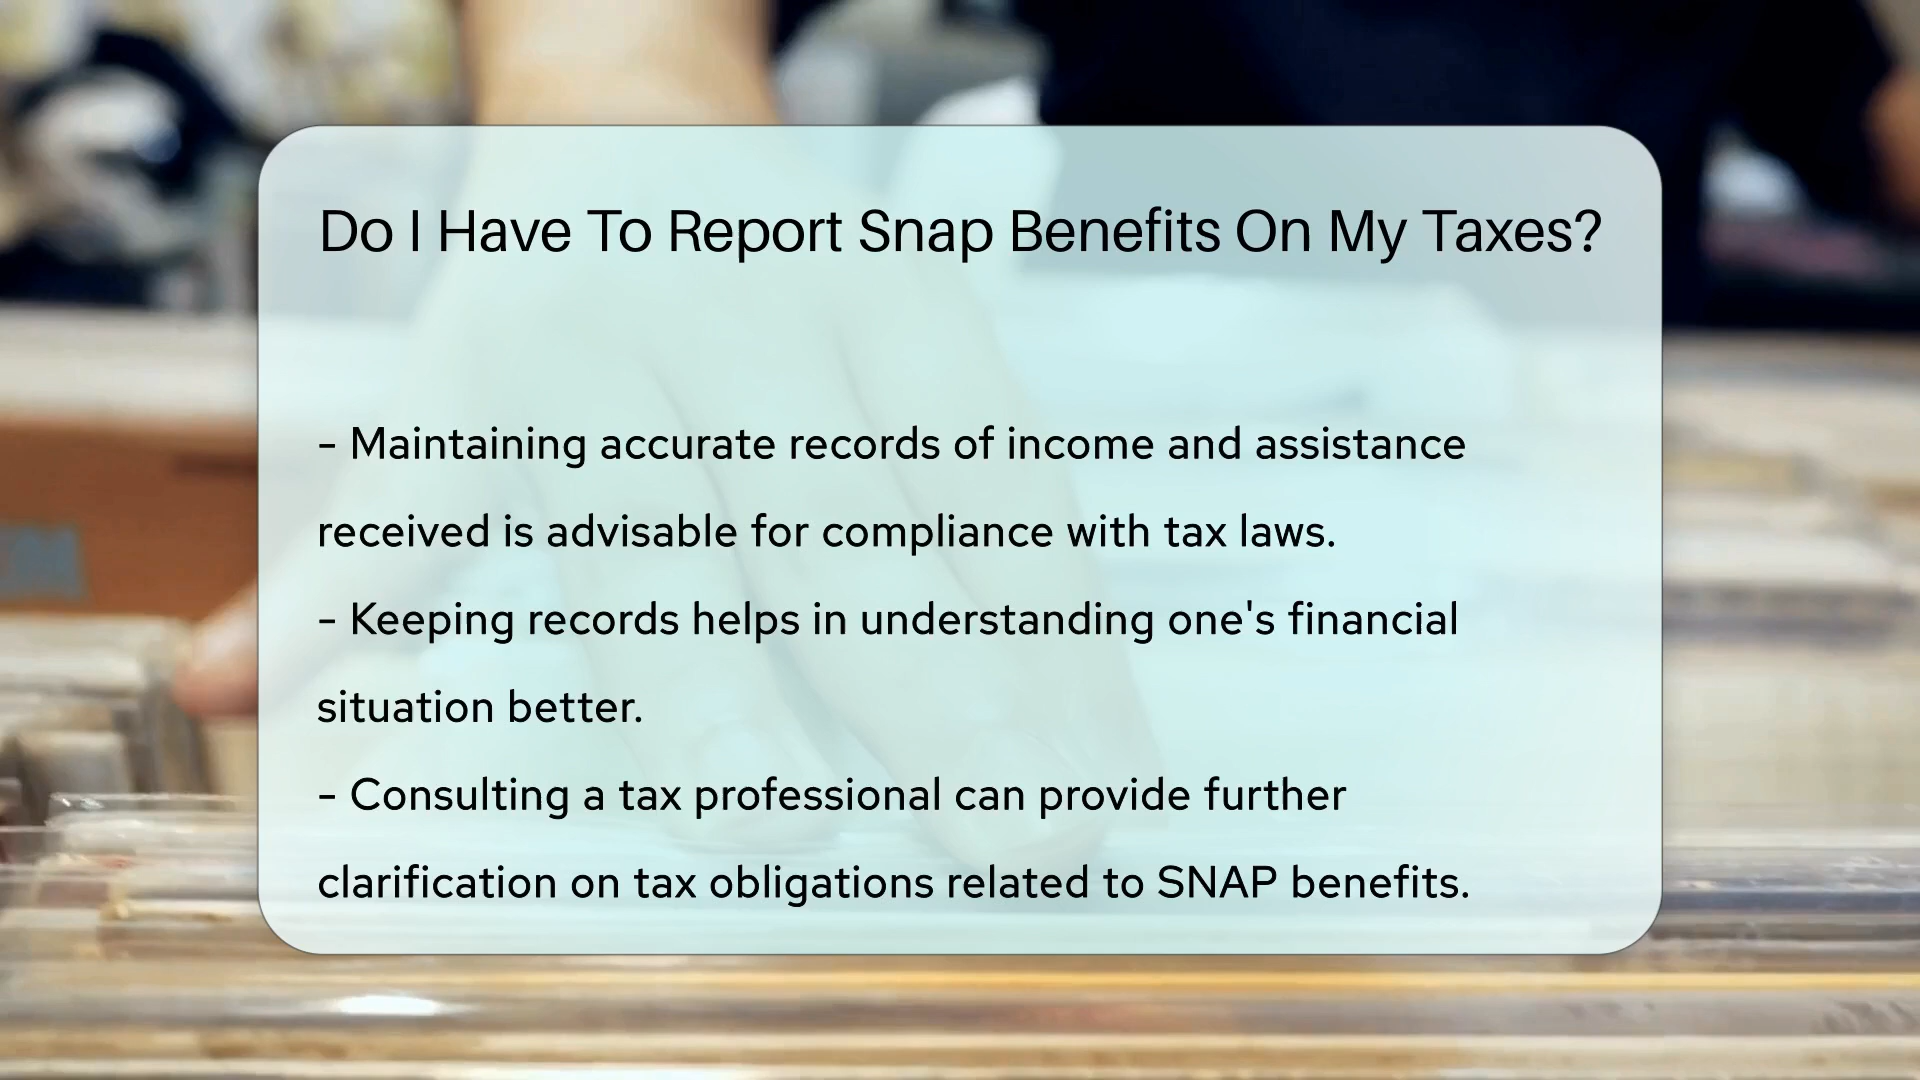 Do I Have To Report Snap Benefits On My Taxes?
- Maintaining accurate records of income and assistance
received is advisable for compliance with tax laws.
- Keeping records helps in understanding one's financial
situation better.
- Consulting a tax professional can provide further
clarification on tax obligations related to SNAP benefits.